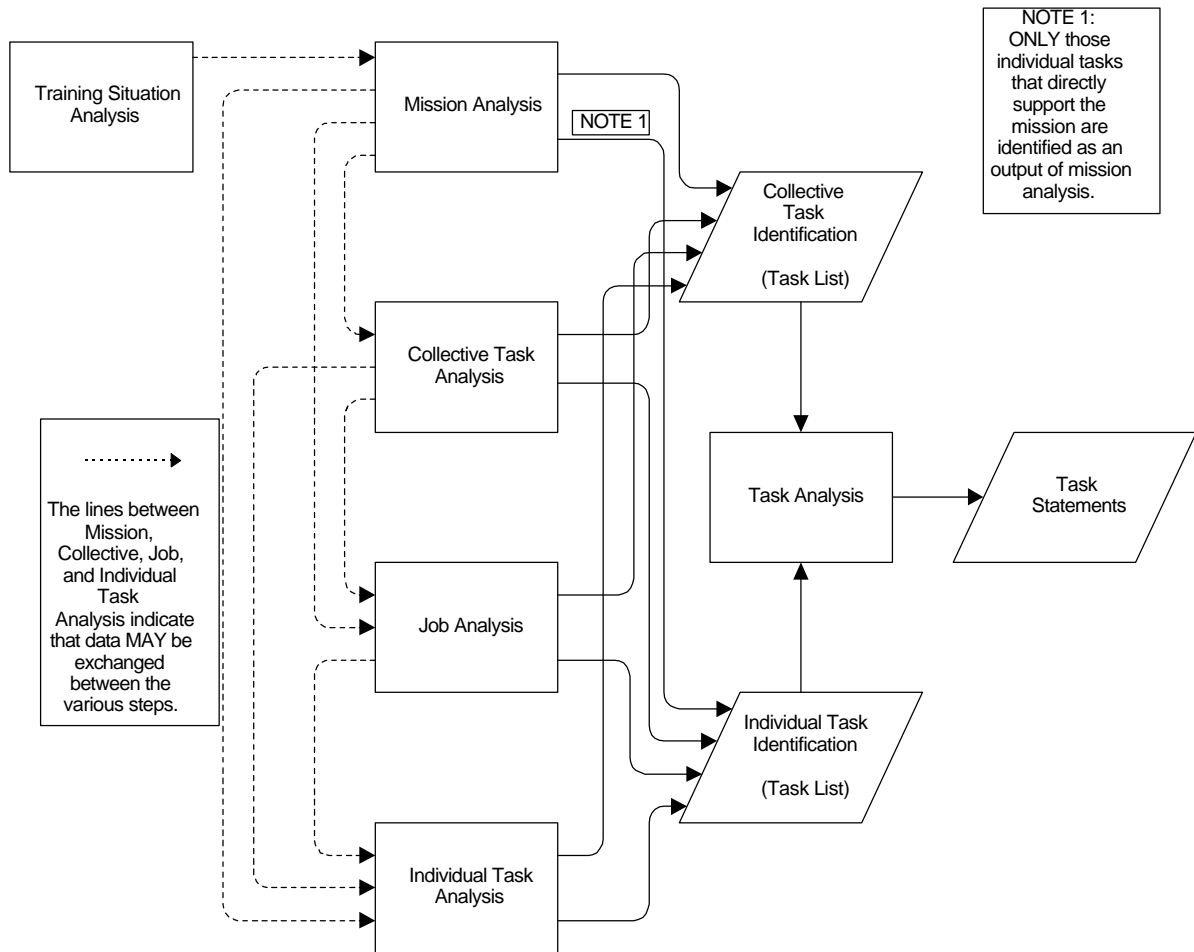 Training Situation
Analysis
Mission Analysis
NOTE 1
NOTE 1:
ONLY those
individual tasks
that directly
support the
mission are
identified as an
output of mission
analysis.
Collective
Task
Identification
(Task List)
Collective Task
Analysis
The lines between
Mission,
Collective, Job,
and Individual
Task
Analysis indicate
that data MAY be
exchanged
between the
various steps.
Task Analysis
Task
Statements
Job Analysis
Individual Task
Identification
(Task List)
Individual Task
Analysis